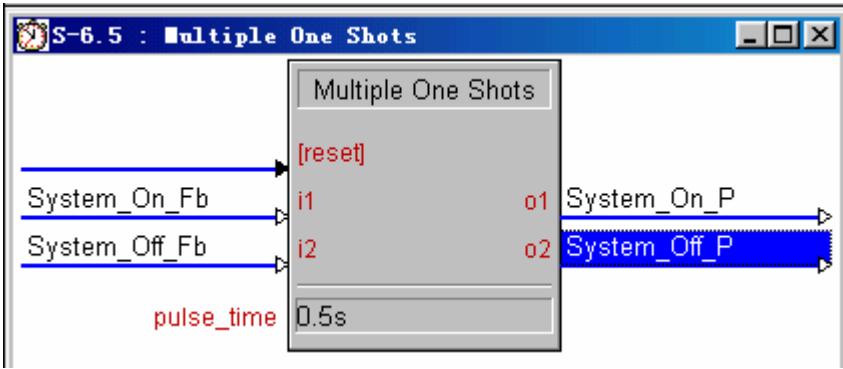 S-6.5 : Multiple One Shots
Multiple One Shots
[reset]
System_On_Fb i1 o1 System_On_P
System_Off_Fb i2 o2 System_Off_P
pulse_time 0.5s